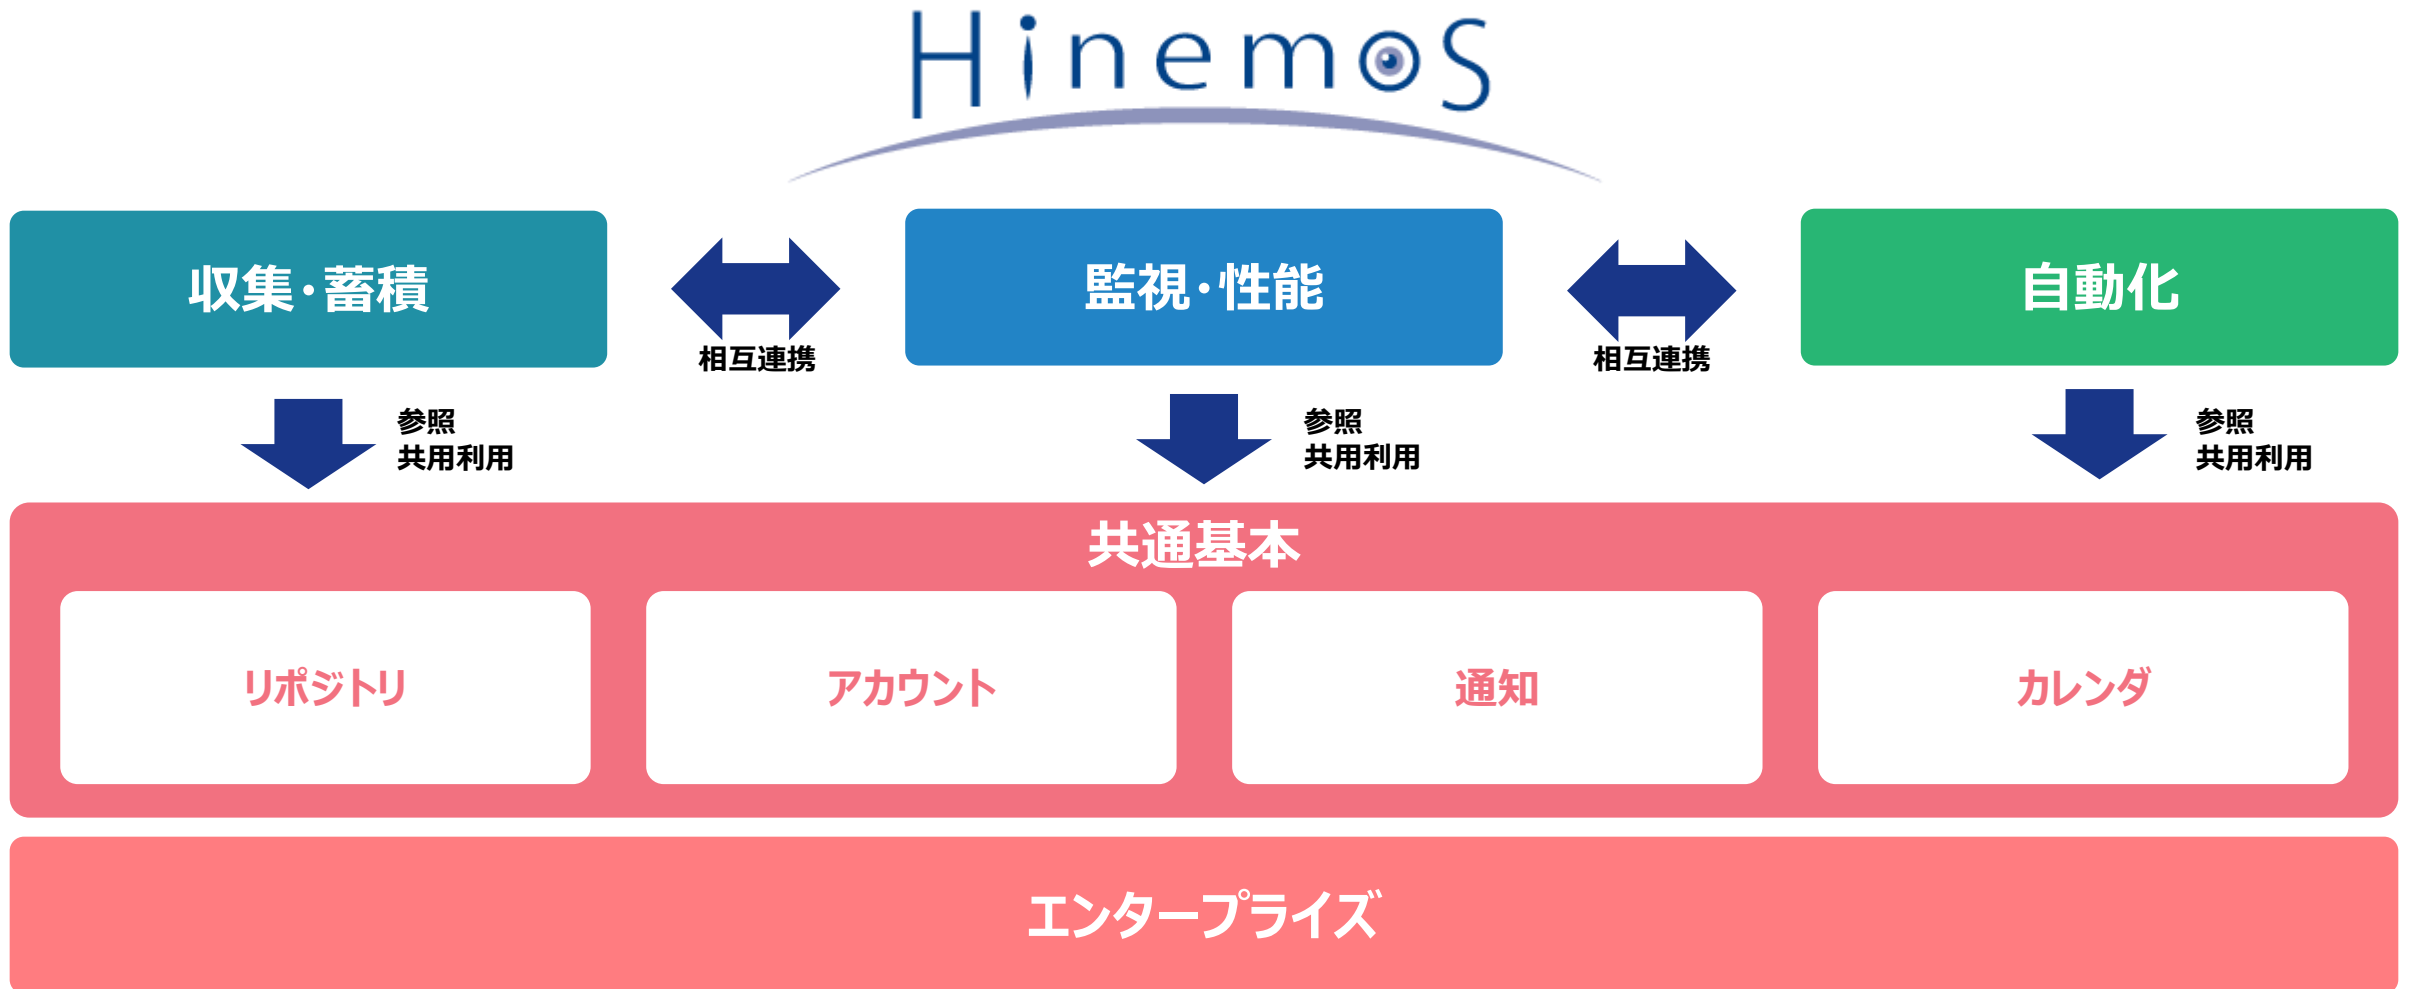 Hinemos
収集・蓄積
監視・性能
自動化
相互連携
相互連携
参照
共用利用
参照
共用利用
参照
共用利用
共通基本
リポジトリ
アカウント
通知
カレンダ
エンタープライズ